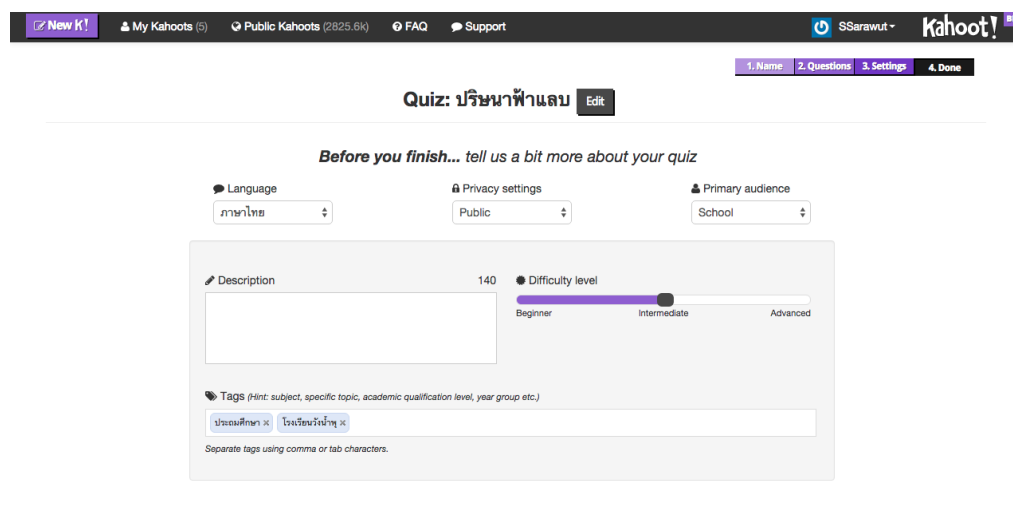 New K! My Kahoots (5) Public Kahoots (2825.6k) FAQ Support SSarawut Kahoot!
1. Name 2. Questions 3. Settings 4. Done
Quiz: ปริษนาฟ้าแลบ Edit
Before you finish... tell us a bit more about your quiz
Language Privacy settings Primary audience
ภาษาไทย Public School
Description 140 Difficulty level
Beginner Intermediate Advanced
Tags (Hint: subject, specific topic, academic qualification level, year group etc.)
ประถมศึกษา × โรงเรียนวังน้ำพุ ×
Separate tags using comma or tab characters.